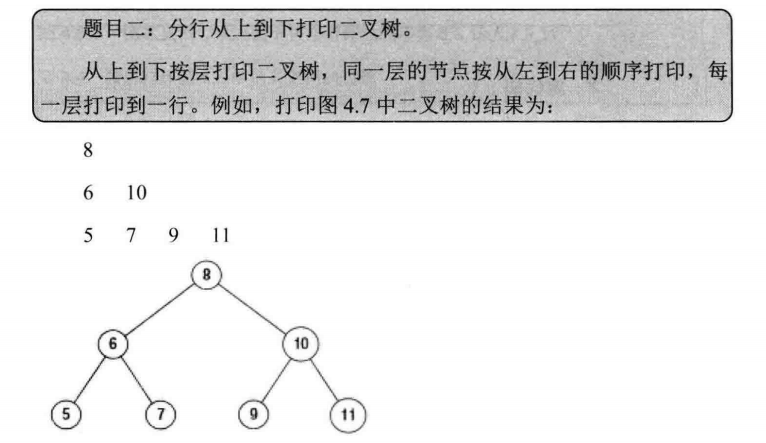 题目二：分行从上到下打印二叉树。
从上到下按层打印二叉树，同一层的节点按从左到右的顺序打印，每
一层打印到一行。例如，打印图 4.7 中二叉树的结果为：
8
6 10
5 7 9 11
8
6 10
5 7 9 11